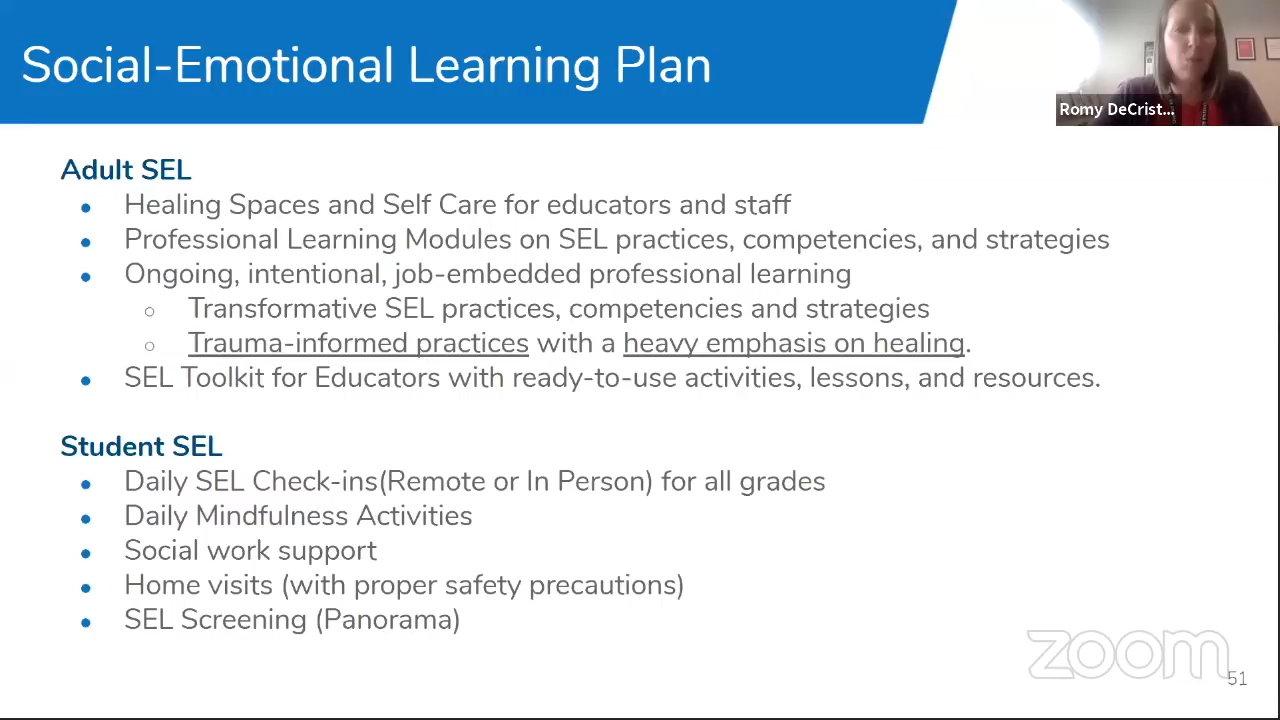 Social-Emotional Learning Plan
Romy DeCrist...
Adult SEL
● Healing Spaces and Self Care for educators and staff
● Professional Learning Modules on SEL practices, competencies, and strategies
● Ongoing, intentional, job-embedded professional learning
○ Transformative SEL practices, competencies and strategies
○ Trauma-informed practices with a heavy emphasis on healing.
● SEL Toolkit for Educators with ready-to-use activities, lessons, and resources.
Student SEL
● Daily SEL Check-ins(Remote or In Person) for all grades
● Daily Mindfulness Activities
● Social work support
● Home visits (with proper safety precautions)
● SEL Screening (Panorama)
zoom
51